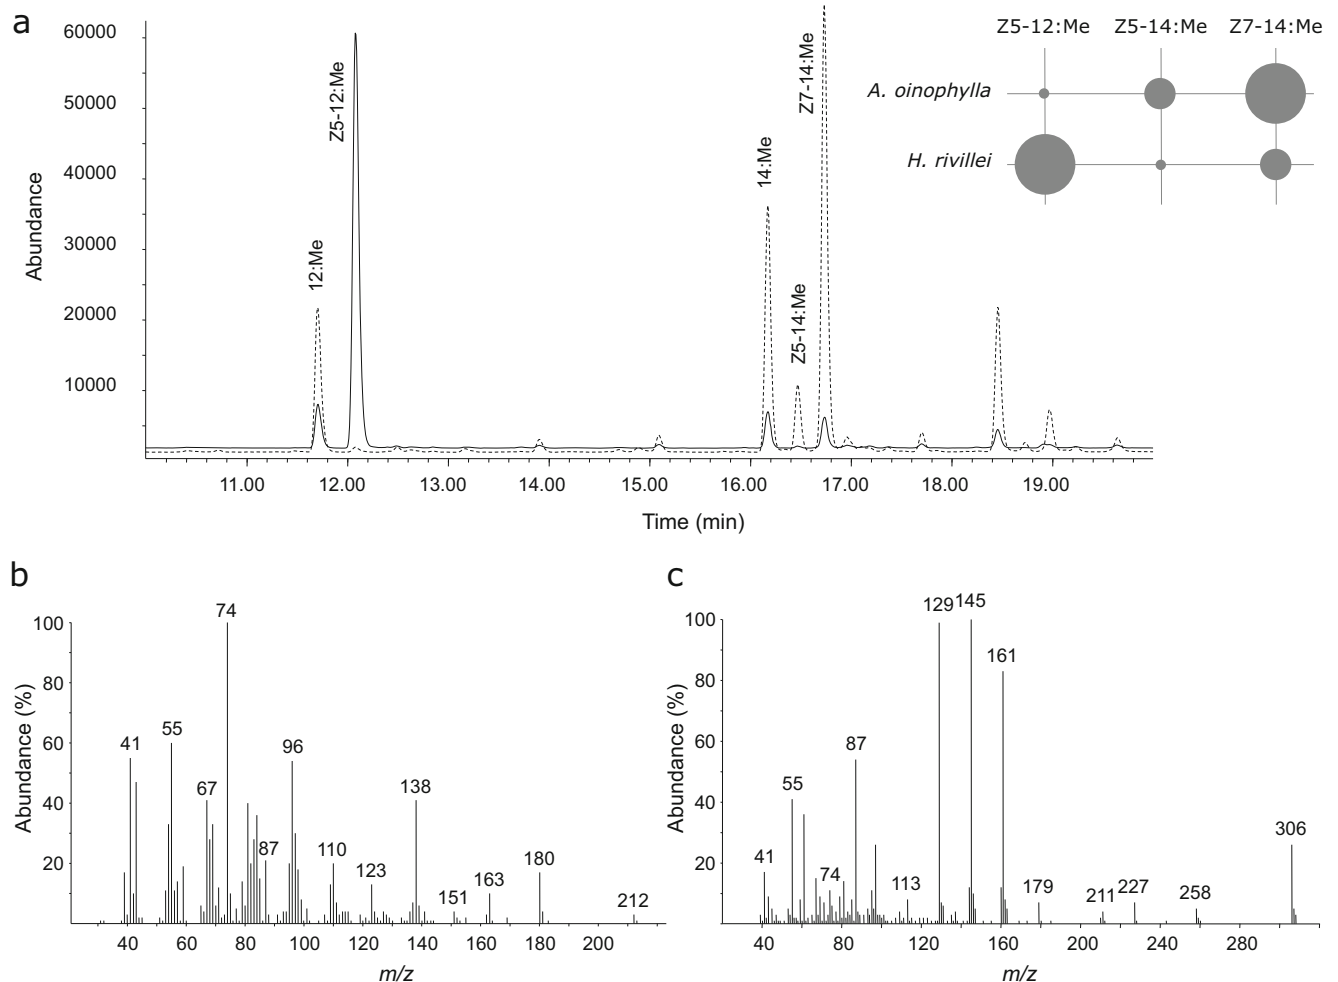 a
60000
50000
40000
30000
20000
10000
Abundance
12:Me
Z5-12:Me
14:Me
Z5-14:Me
Z7-14:Me
11.00 12.00 13.00 14.00 15.00 16.00 17.00 18.00 19.00
Time (min)
Z5-12:Me Z5-14:Me Z7-14:Me
A. oinophylla
H. rivillei
b
100
80
60
40
20
Abundance (%)
41 55 67 74 87 96 110 123 138 151 163 180 212
40 60 80 100 120 140 160 180 200
m/z
c
100
80
60
40
20
Abundance (%)
41 55 74 87 113 129 145 161 179 211 227 258 306
40 80 120 160 200 240 280
m/z